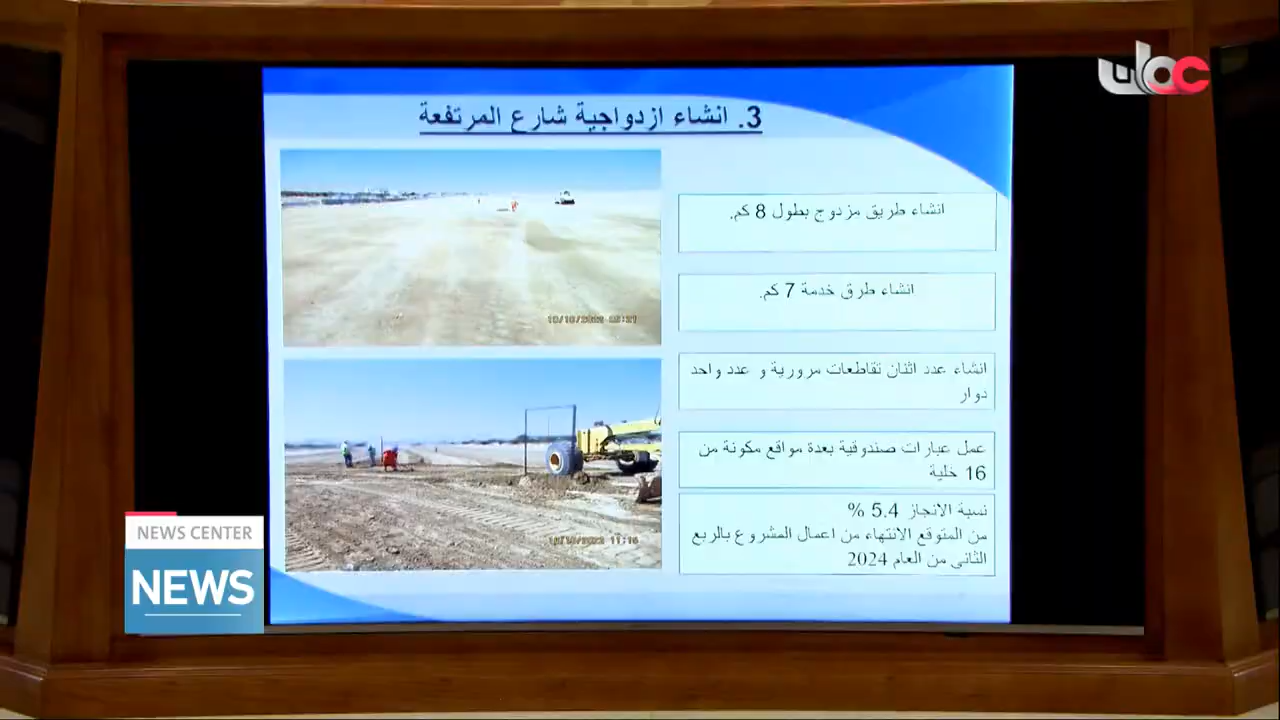 3. انشاء ازدواجية شارع المرتفعة
انشاء طريق مزدوج بطول 8 كم.
انشاء طرق خدمة 7 كم.
انشاء عدد اثنان تقاطعات مرورية و عدد واحد
دوار
عمل عبارات صندوقية بعدة مواقع مكونة من
16 خلية
نسبة الانجاز 5.4 %
من المتوقع الانتهاء من اعمال المشروع بالربع
الثاني من العام 2024
NEWS CENTER
NEWS